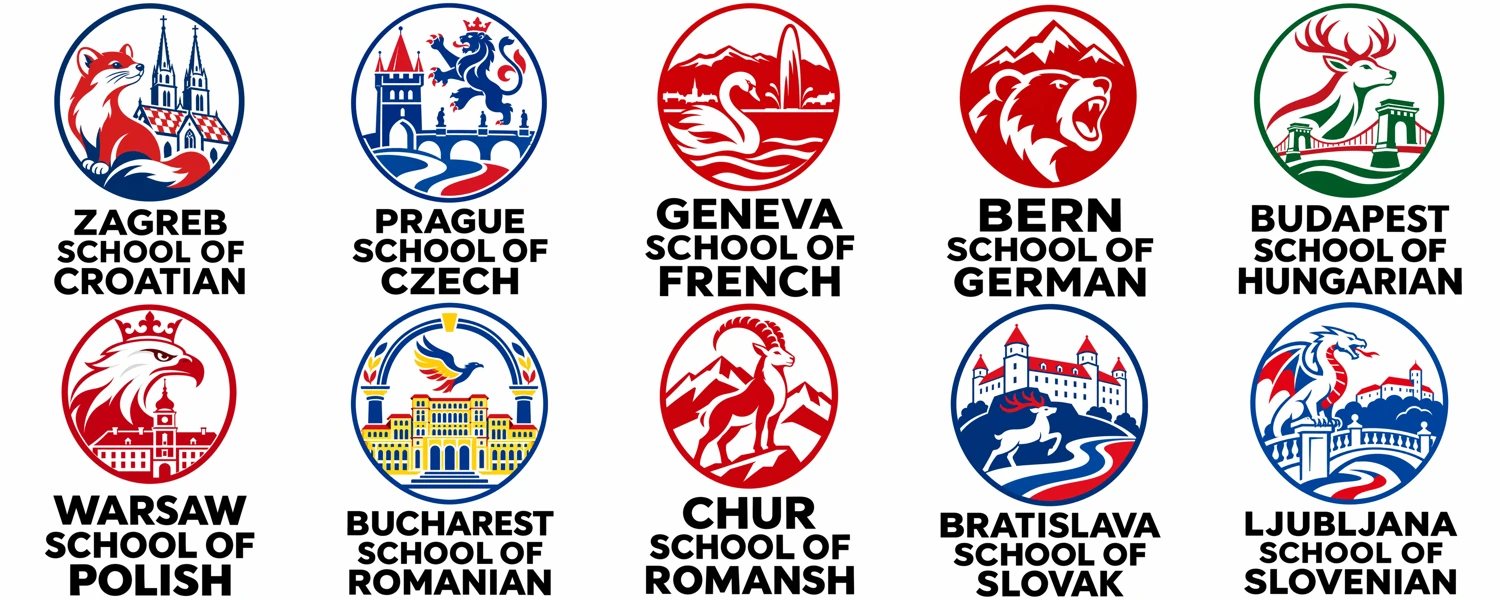 ZAGREB
SCHOOL OF
CROATIAN
PRAGUE
SCHOOL OF
CZECH
GENEVA
SCHOOL OF
FRENCH
BERN
SCHOOL OF
GERMAN
BUDAPEST
SCHOOL OF
HUNGARIAN
WARSAW
SCHOOL OF
POLISH
BUCHAREST
SCHOOL OF
ROMANIAN
CHUR
SCHOOL OF
ROMANSH
BRATISLAVA
SCHOOL OF
SLOVAK
LJUBLJANA
SCHOOL OF
SLOVENIAN